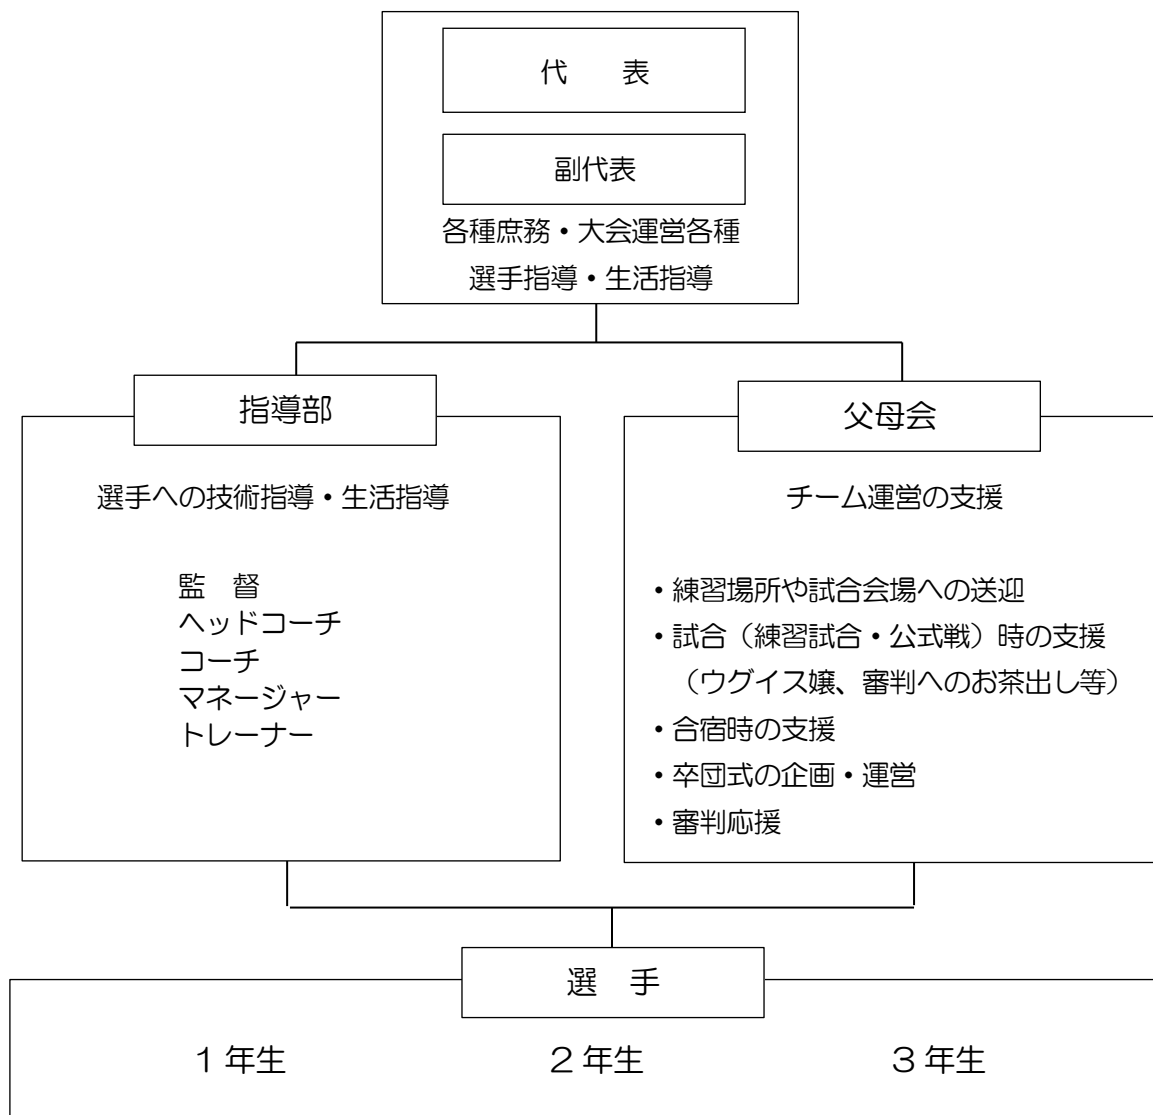 代　表
副代表
各種庶務・大会運営各種
選手指導・生活指導
指導部
選手への技術指導・生活指導
監　督
ヘッドコーチ
コーチ
マネージャー
トレーナー
父母会
チーム運営の支援
・練習場所や試合会場への送迎
・試合（練習試合・公式戦）時の支援
（ウグイス嬢、審判へのお茶出し等）
・合宿時の支援
・卒団式の企画・運営
・審判応援
選　手
１年生　２年生　３年生